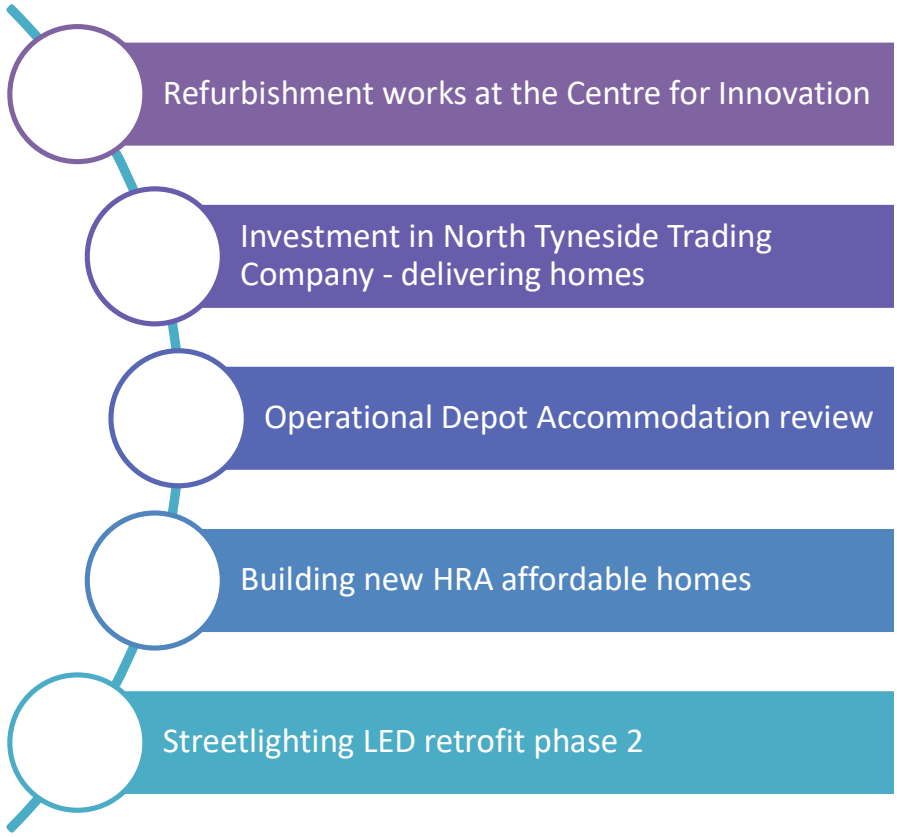 Refurbishment works at the Centre for Innovation
Investment in North Tyneside Trading
Company - delivering homes
Operational Depot Accommodation review
Building new HRA affordable homes
Streetlighting LED retrofit phase 2